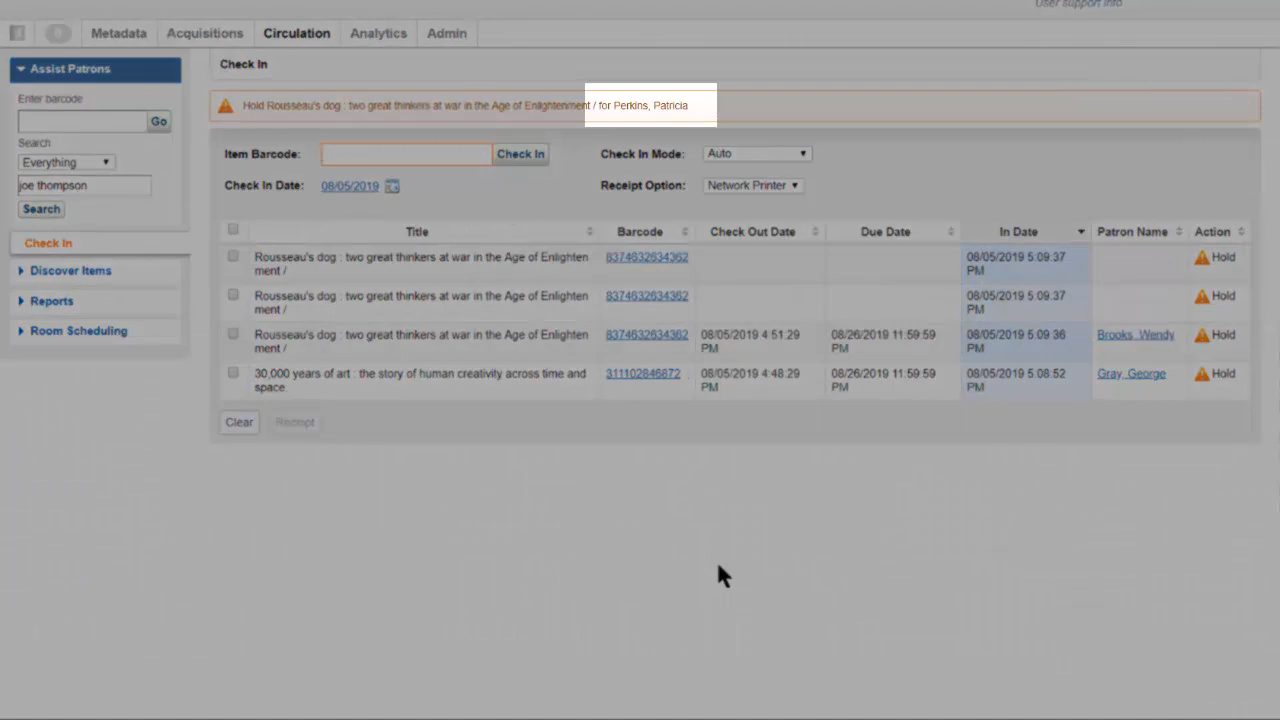 User support info
Metadata Acquisitions Circulation Analytics Admin
Assist Patrons
Enter barcode
Go
Search
Everything
joe thompson
Search
Check In
Discover Items
Reports
Room Scheduling
Check In
Hold Rousseau's dog : two great thinkers at war in the Age of Enlightenment / for Perkins, Patricia
Item Barcode: Check In Check In Mode: Auto
Check In Date: 08/05/2019 Receipt Option: Network Printer
Title Barcode Check Out Date Due Date In Date Patron Name Action
Rousseau's dog : two great thinkers at war in the Age of Enlighten 8374632634362 08/05/2019 5.09.37 Hold
ment / PM
Rousseau's dog : two great thinkers at war in the Age of Enlighten 8374632634362 08/05/2019 5.09.37 Hold
ment / PM
Rousseau's dog : two great thinkers at war in the Age of Enlighten 8374632634362 08/05/2019 4:51:29 08/26/2019 11:59:59 08/05/2019 5.09.36 Brooks, Wendy Hold
ment / PM PM PM
30,000 years of art : the story of human creativity across time and 311102846872 08/05/2019 4:48:29 08/26/2019 11:59:59 08/05/2019 5.08.52 Gray, George Hold
space. PM PM PM
Clear Receipt